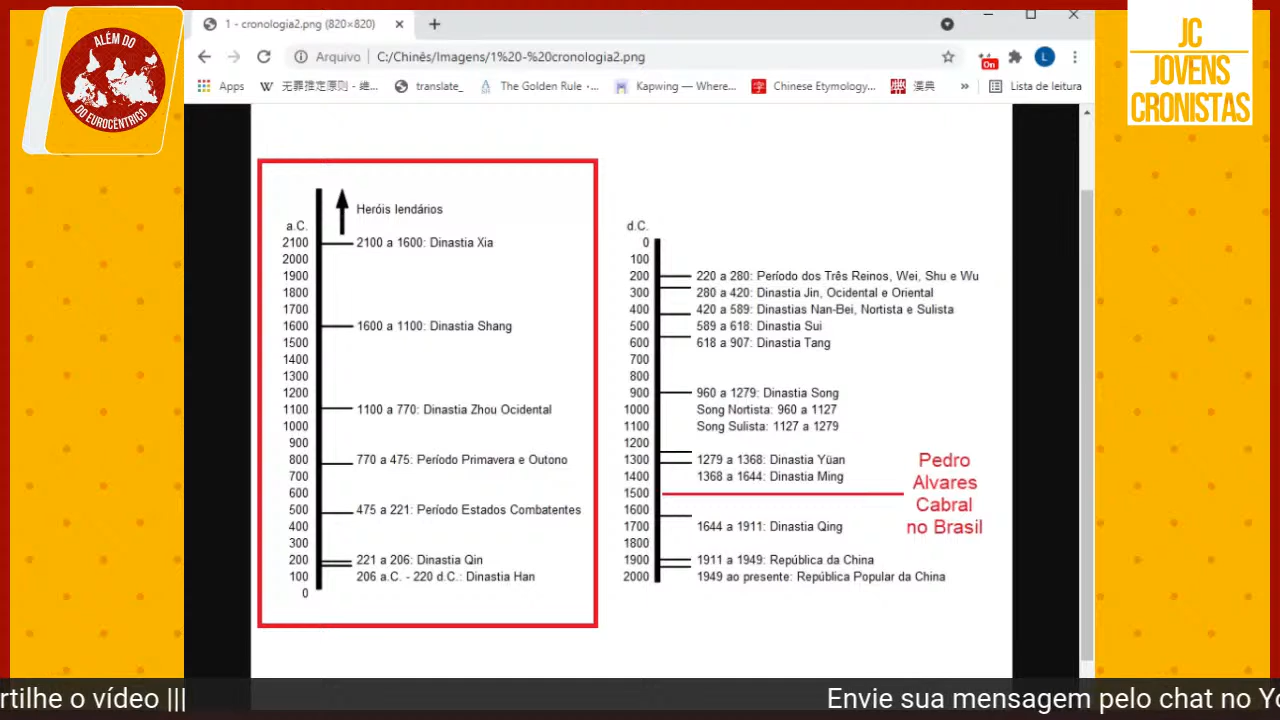 1 - cronologia2.png (820×820)
Arquivo
C:/Chinês/Imagens/1%20-%20cronologia2.png
On
L
Apps
W
无罪推定原则 - 維...
translate_
The Golden Rule ·...
Kapwing — Where...
字
Chinese Etymology...
漢典
»
Lista de leitura
ALÉM DO
DO EUROCÊNTRICO
JC
JOVENS
CRONISTAS
Heróis lendários
a.C.
2100
2100 a 1600: Dinastia Xia
2000
1900
1800
1700
1600
1600 a 1100: Dinastia Shang
1500
1400
1300
1200
1100
1100 a 770: Dinastia Zhou Ocidental
1000
900
800
770 a 475: Período Primavera e Outono
700
600
500
475 a 221: Período Estados Combatentes
400
300
200
221 a 206: Dinastia Qin
100
206 a.C. - 220 d.C.: Dinastia Han
0
d.C.
0
100
200
220 a 280: Período dos Três Reinos, Wei, Shu e Wu
300
280 a 420: Dinastia Jin, Ocidental e Oriental
400
420 a 589: Dinastias Nan-Bei, Nortista e Sulista
500
589 a 618: Dinastia Sui
600
618 a 907: Dinastia Tang
700
800
900
960 a 1279: Dinastia Song
1000
Song Nortista: 960 a 1127
1100
Song Sulista: 1127 a 1279
1200
1300
1279 a 1368: Dinastia Yüan
1400
1368 a 1644: Dinastia Ming
1500
1600
1700
1644 a 1911: Dinastia Qing
1800
1900
1911 a 1949: República da China
2000
1949 ao presente: República Popular da China
Pedro
Alvares
Cabral
no Brasil
rtilhe o vídeo |||
Envie sua mensagem pelo chat no Yo